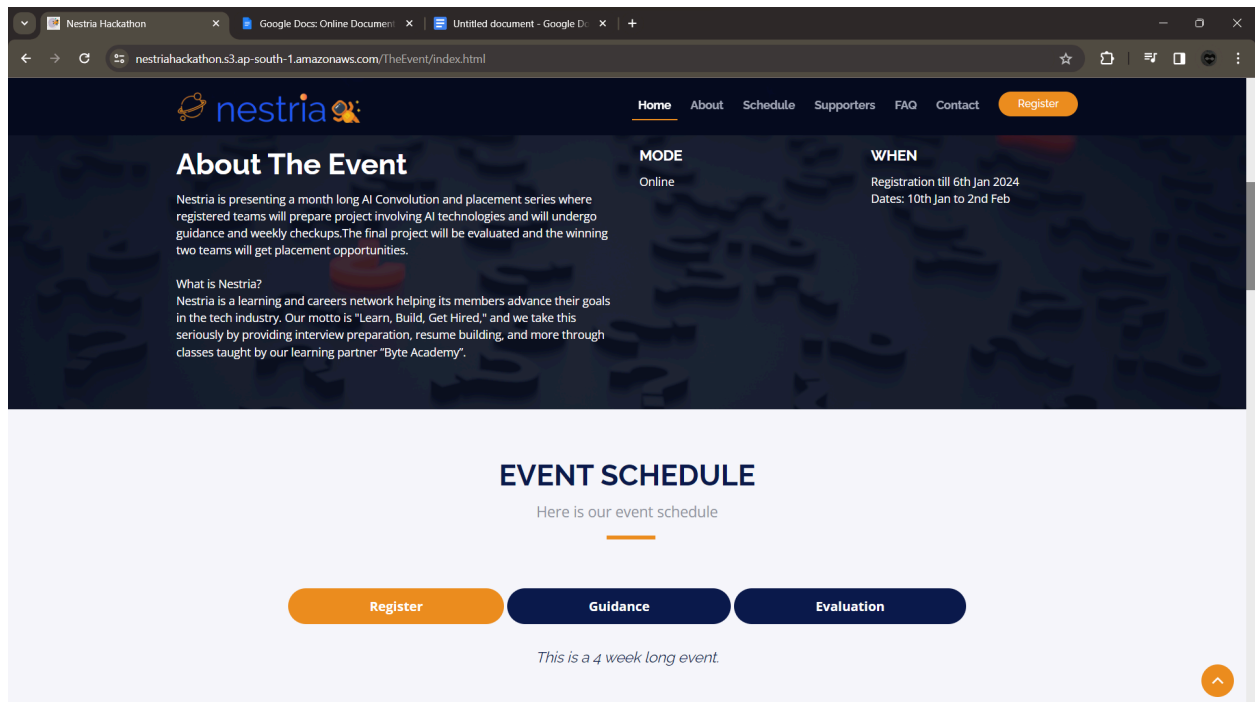 Nestria Hackathon
Google Docs: Online Document
Untitled document - Google Do
nestriahackathon.s3.ap-south-1.amazonaws.com/TheEvent/index.html
nestria
Home About Schedule Supporters FAQ Contact Register
About The Event
Nestria is presenting a month long AI Convolution and placement series where
registered teams will prepare project involving AI technologies and will undergo
guidance and weekly checkups.The final project will be evaluated and the winning
two teams will get placement opportunities.
What is Nestria?
Nestria is a learning and careers network helping its members advance their goals
in the tech industry. Our motto is "Learn, Build, Get Hired," and we take this
seriously by providing interview preparation, resume building, and more through
classes taught by our learning partner “Byte Academy”.
MODE
Online
WHEN
Registration till 6th Jan 2024
Dates: 10th Jan to 2nd Feb
EVENT SCHEDULE
Here is our event schedule
Register Guidance Evaluation
This is a 4 week long event.